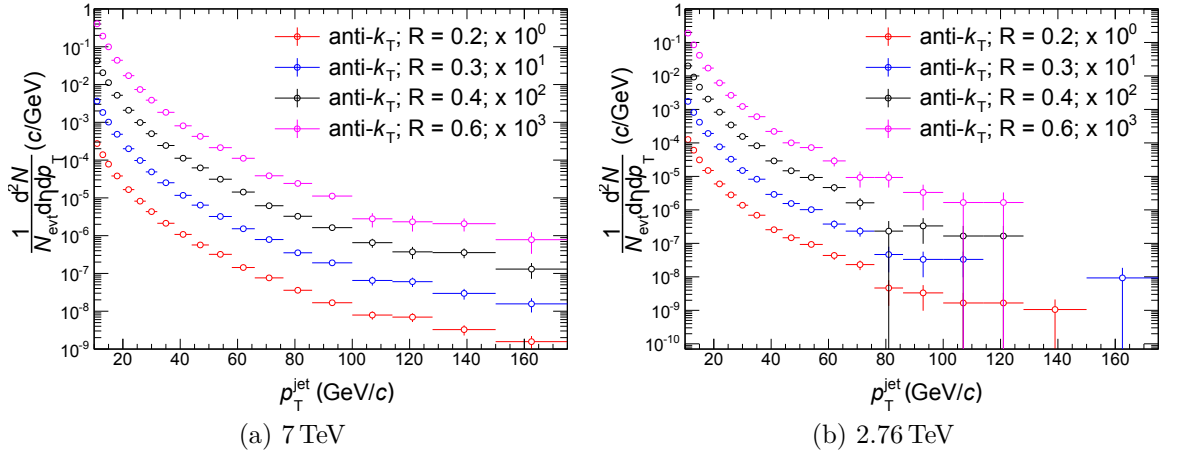 10
1
10⁻¹
10⁻²
10⁻³
10⁻⁴
10⁻⁵
10⁻⁶
10⁻⁷
10⁻⁸
10⁻⁹
1/N_evt d²N/dηdp_T (c/GeV)
anti-k_T; R = 0.2; x 10⁰
anti-k_T; R = 0.3; x 10¹
anti-k_T; R = 0.4; x 10²
anti-k_T; R = 0.6; x 10³
20 40 60 80 100 120 140 160
p_T^jet (GeV/c)
(a) 7 TeV
10
1
10⁻¹
10⁻²
10⁻³
10⁻⁴
10⁻⁵
10⁻⁶
10⁻⁷
10⁻⁸
10⁻⁹
10⁻¹⁰
1/N_evt d²N/dηdp_T (c/GeV)
anti-k_T; R = 0.2; x 10⁰
anti-k_T; R = 0.3; x 10¹
anti-k_T; R = 0.4; x 10²
anti-k_T; R = 0.6; x 10³
20 40 60 80 100 120 140 160
p_T^jet (GeV/c)
(b) 2.76 TeV